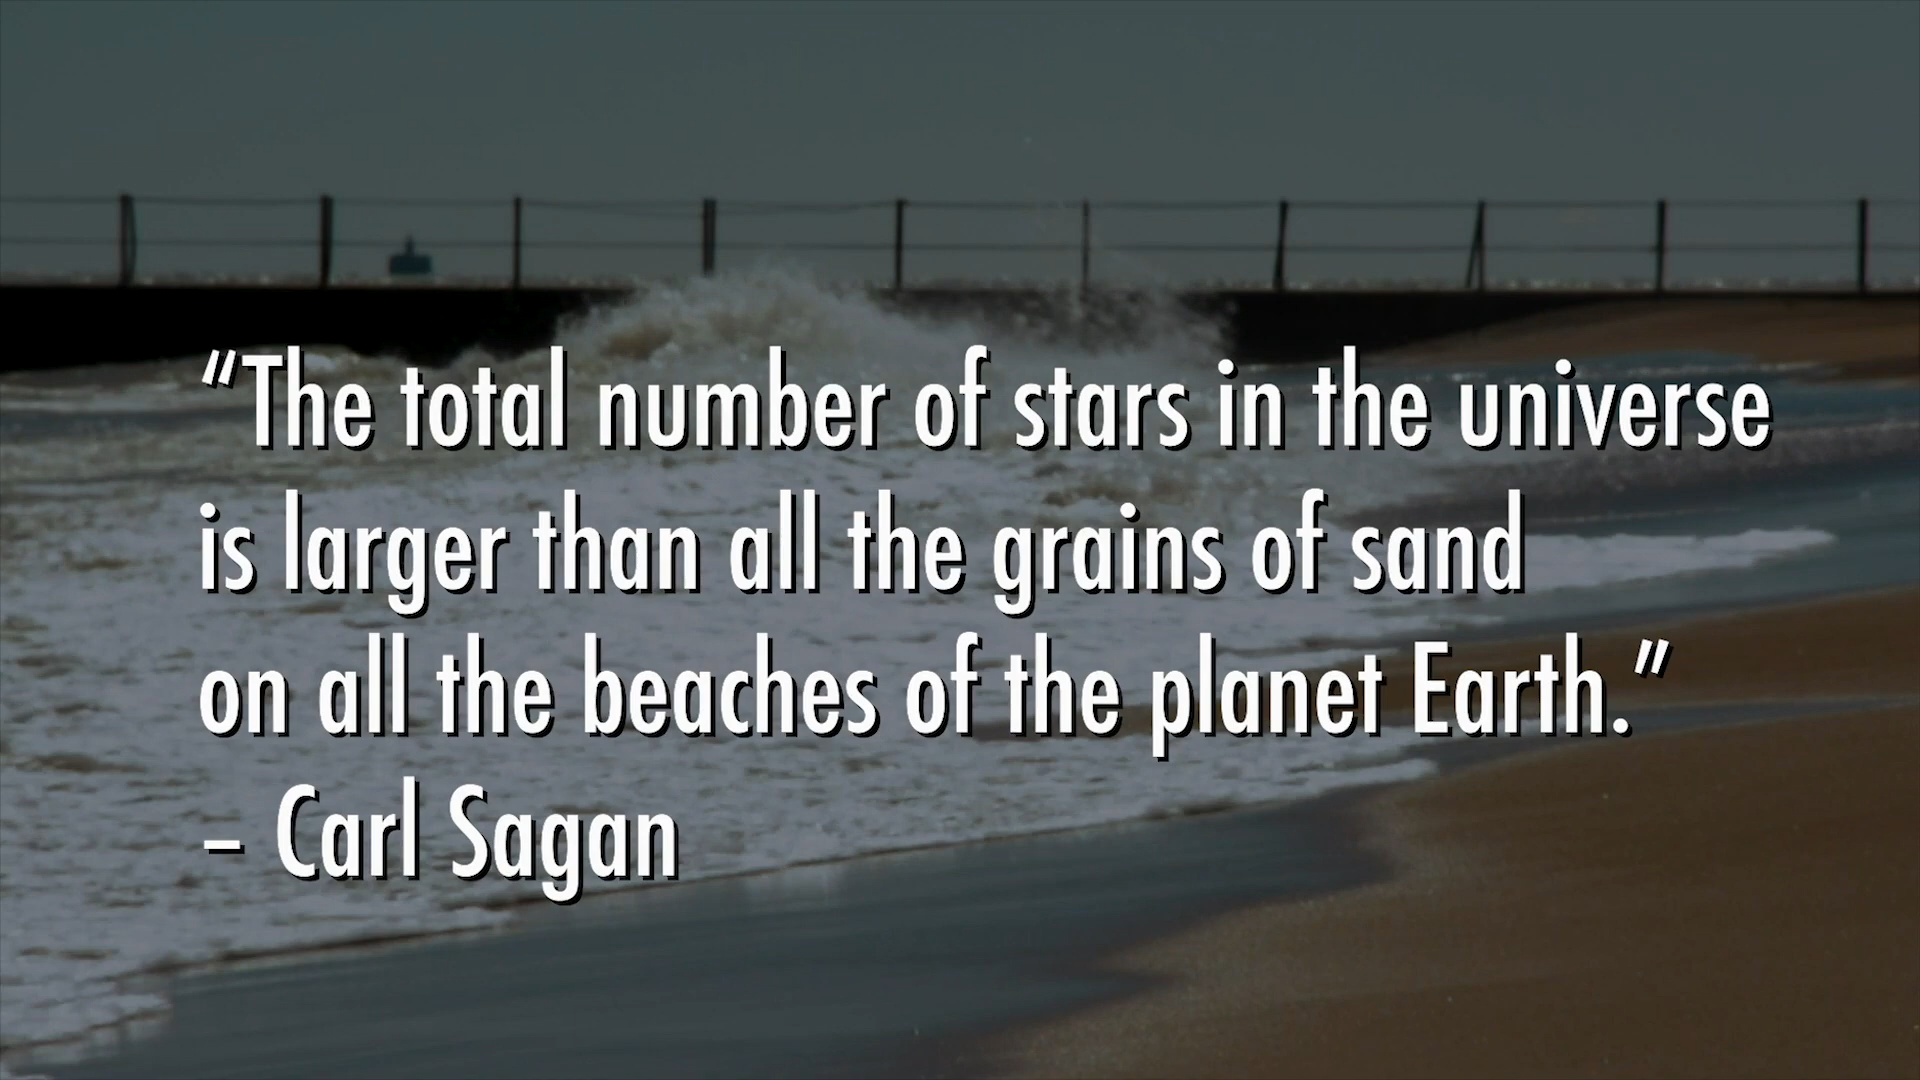 “The total number of stars in the universe
is larger than all the grains of sand
on all the beaches of the planet Earth.”
– Carl Sagan